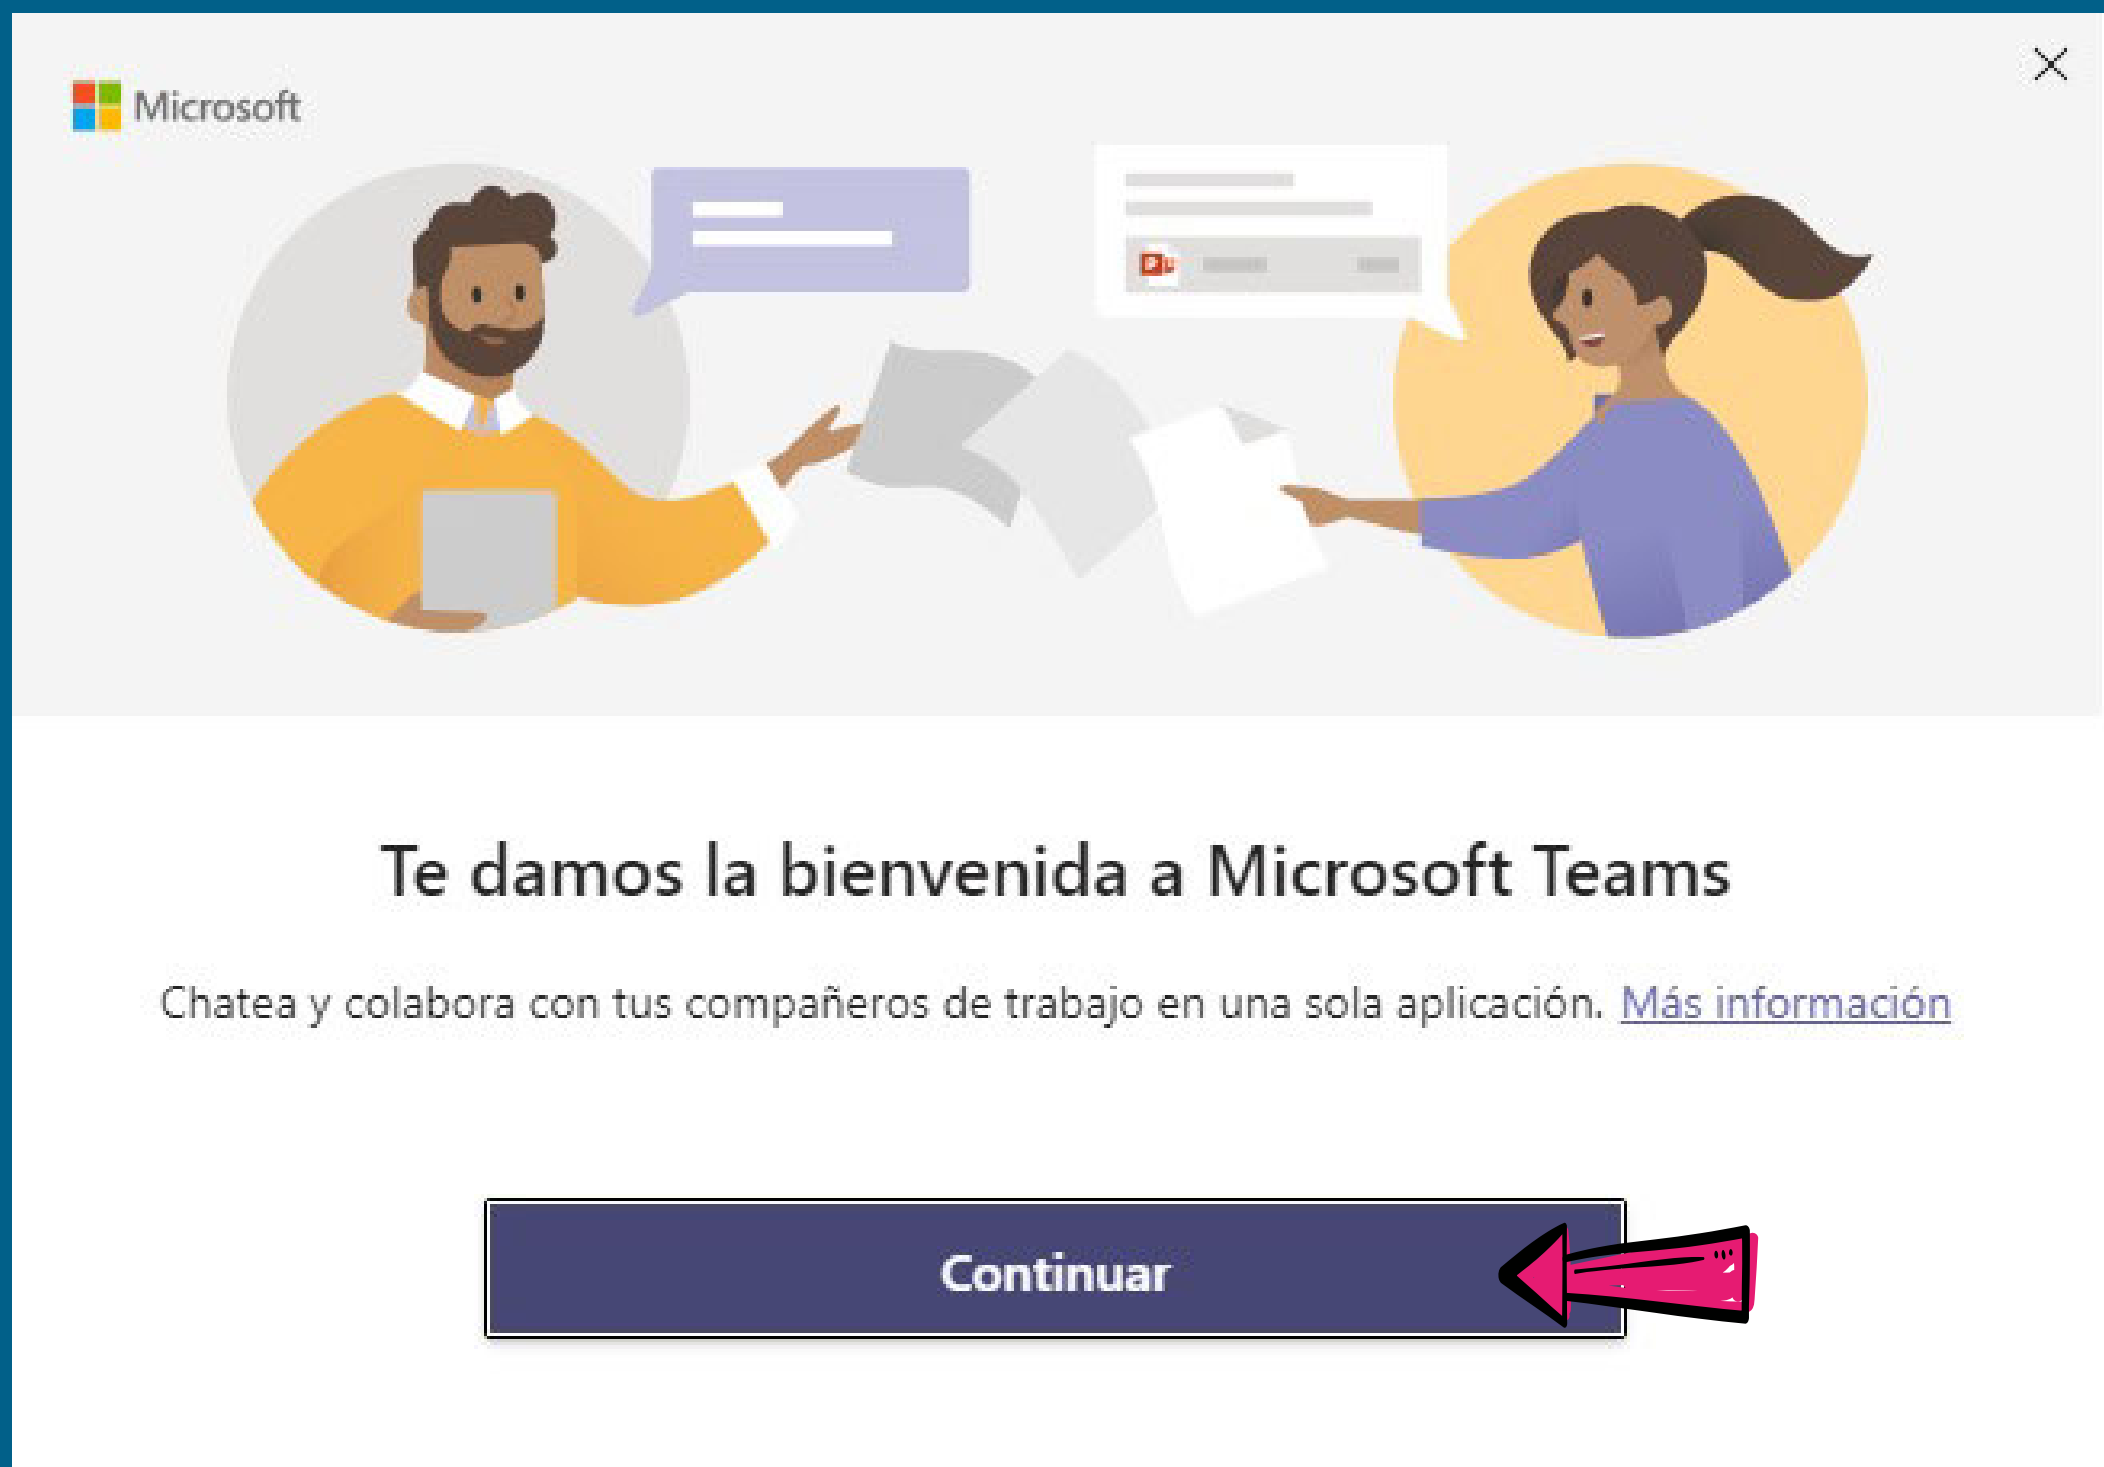 Microsoft
Te damos la bienvenida a Microsoft Teams
Chatea y colabora con tus compañeros de trabajo en una sola aplicación. Más información
Continuar